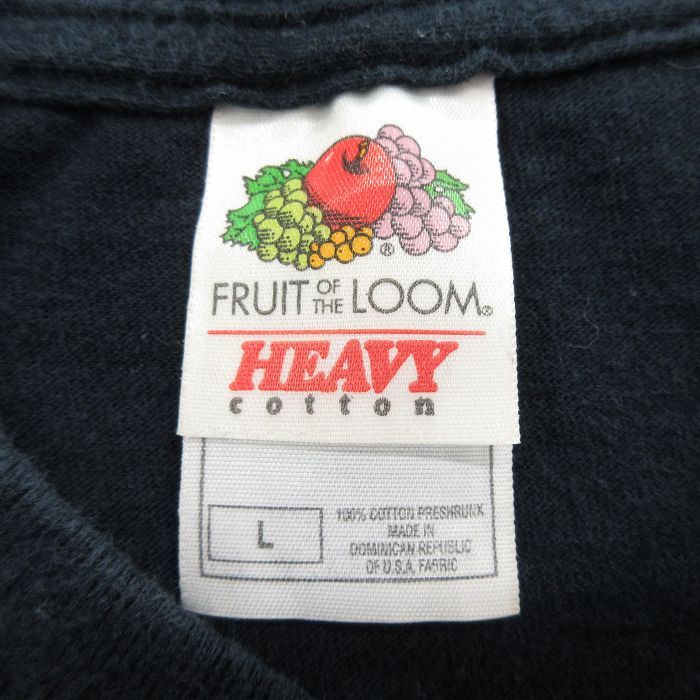 ®
FRUIT OF THE LOOM®
HEAVY
cotton
L
100% COTTON PRESHRUNK
MADE IN
DOMINICAN REPUBLIC
OF U.S.A. FABRIC